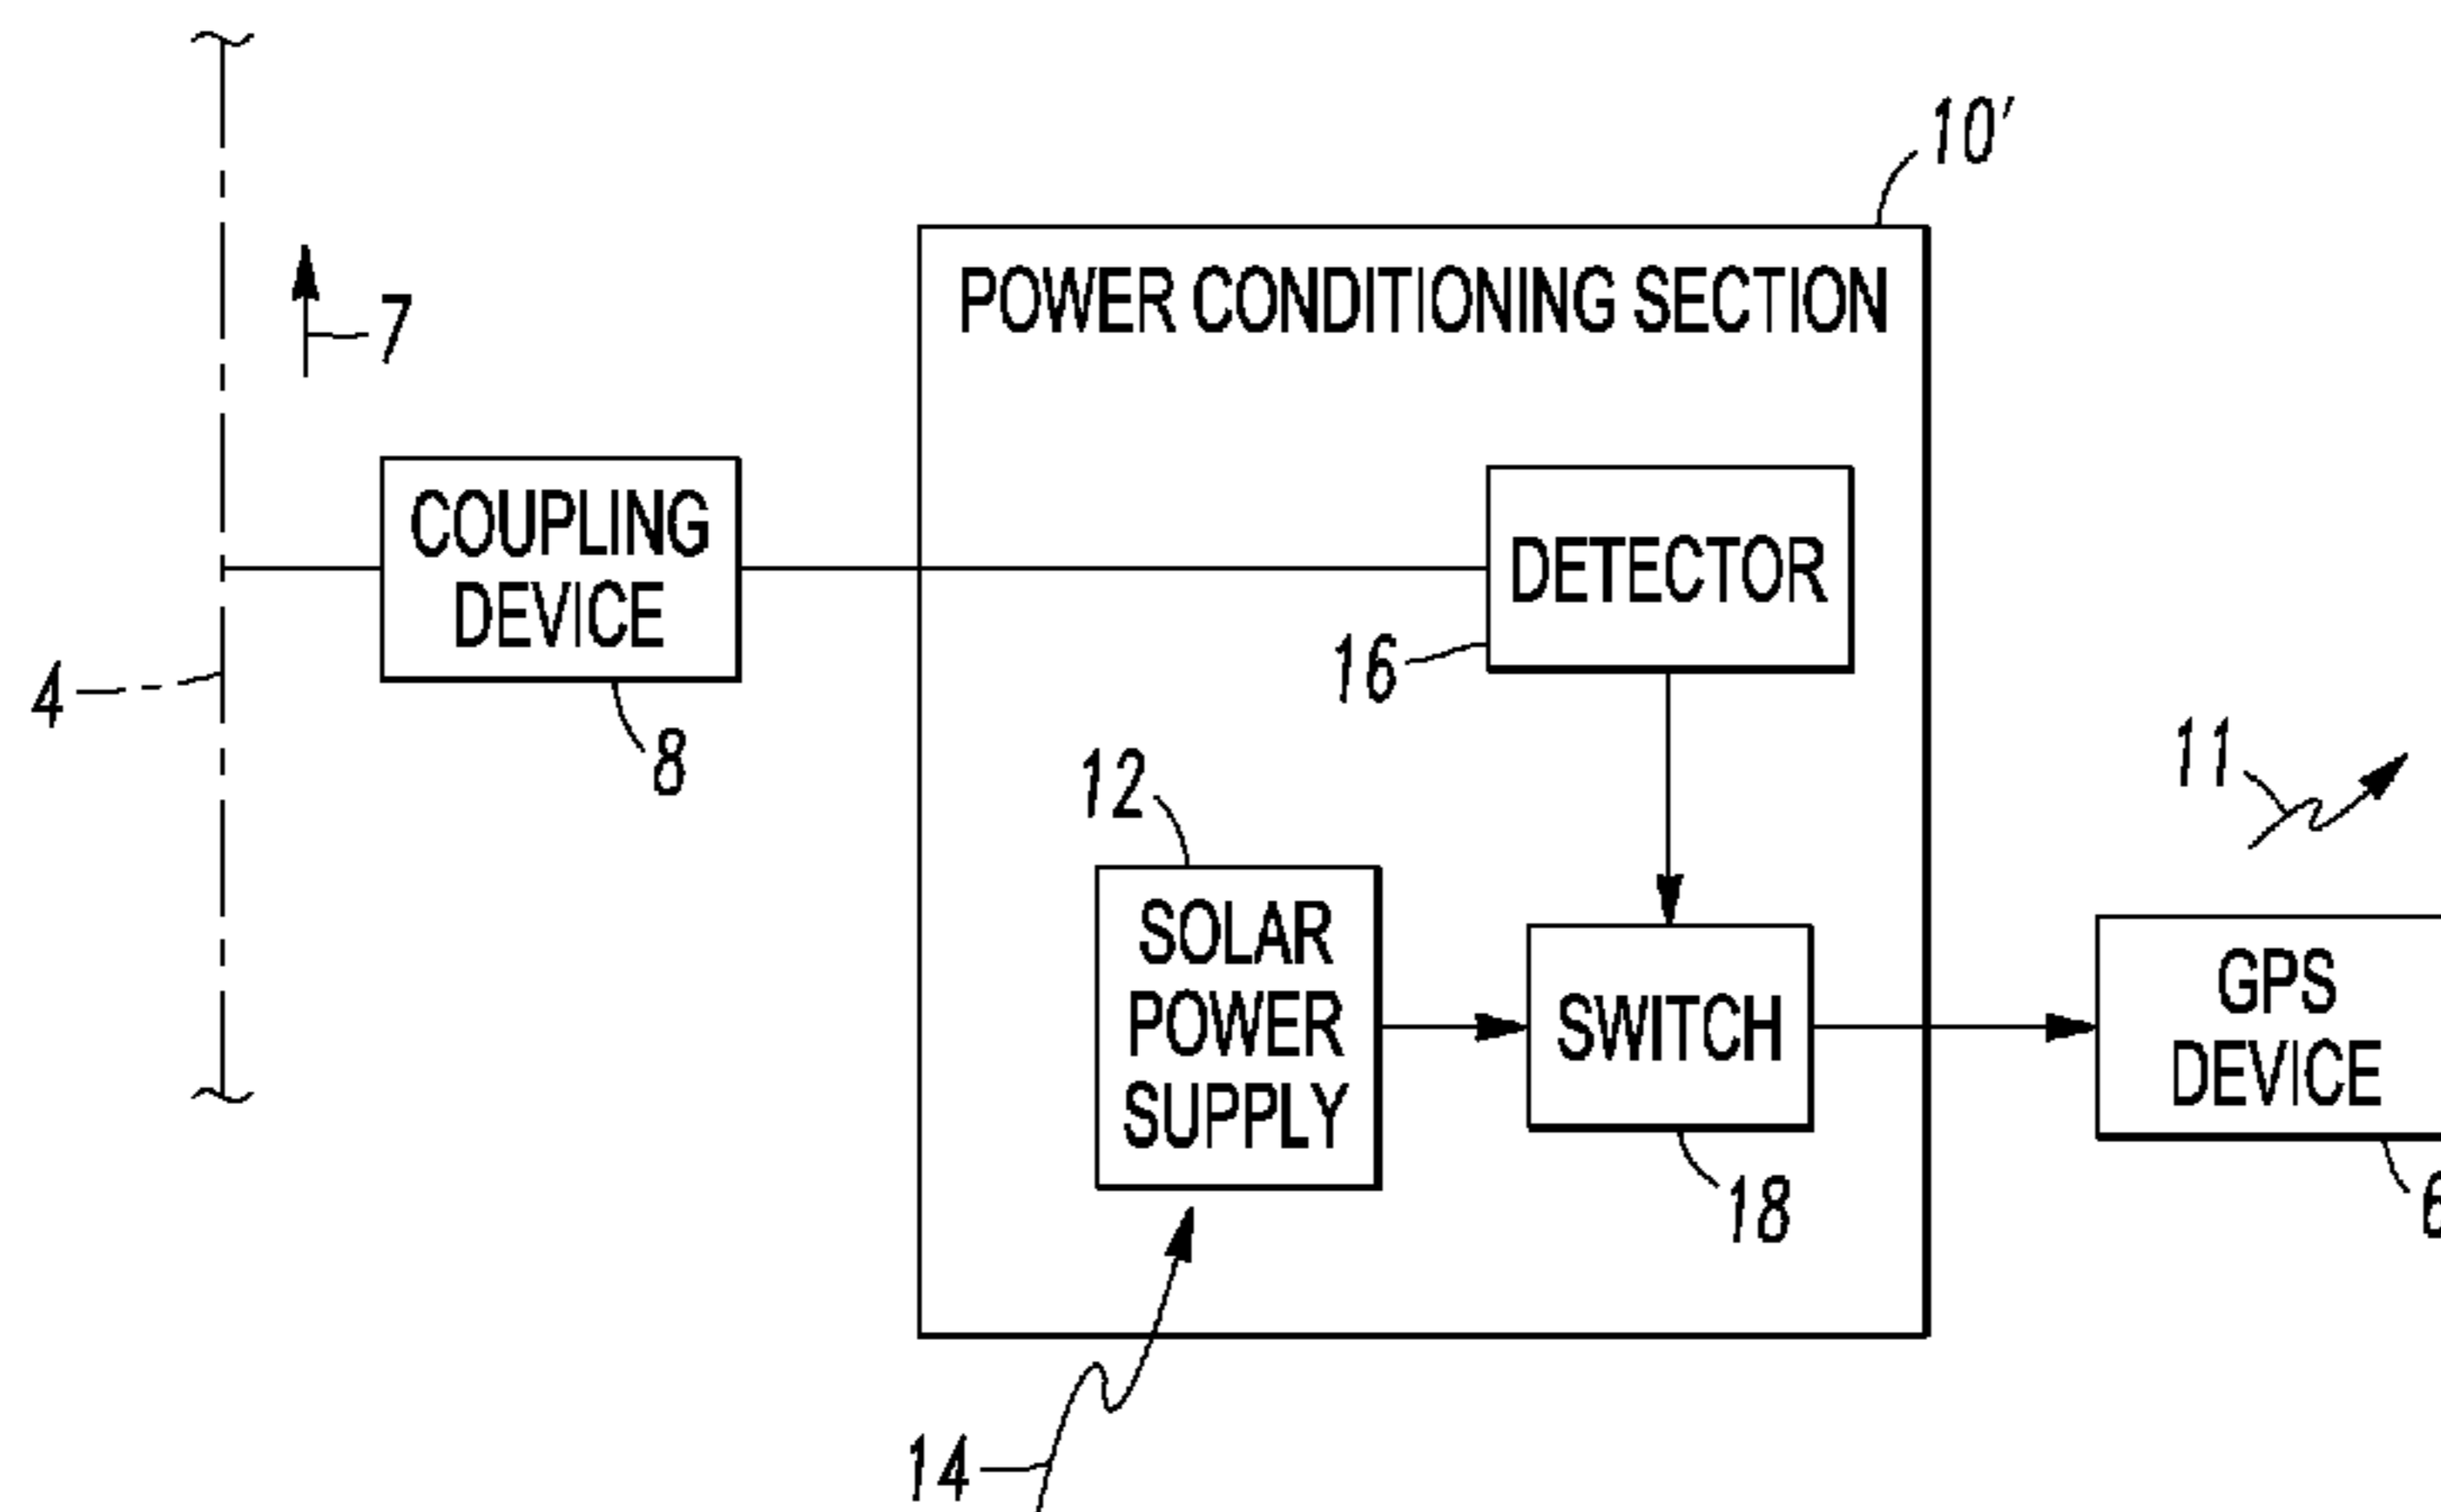 10'
POWER CONDITIONING SECTION
7
COUPLING
DEVICE
DETECTOR
16
4
8
12
11
SOLAR
POWER
SUPPLY
SWITCH
GPS
DEVICE
18
6
14